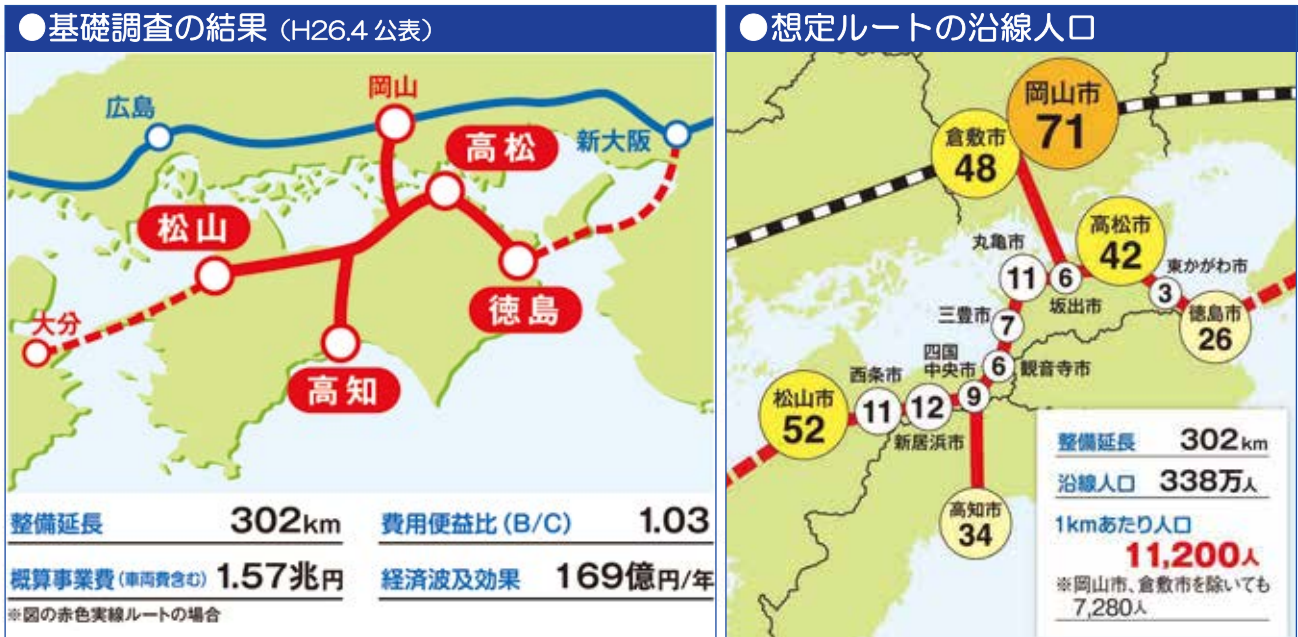 ●基礎調査の結果（H26.4公表）
広島
岡山
高松
新大阪
松山
徳島
大分
高知
整備延長 302km
費用便益比（B/C） 1.03
概算事業費（車両費含む） 1.57兆円
経済波及効果 169億円/年
※図の赤色実線ルートの場合
●想定ルートの沿線人口
岡山市
71
倉敷市
48
高松市
42
丸亀市
11
6
坂出市
東かがわ市
3
徳島市
26
三豊市
7
四国
中央市
6
観音寺市
9
西条市
11
12
新居浜市
松山市
52
高知市
34
整備延長 302km
沿線人口 338万人
1kmあたり人口
11,200人
※岡山市、倉敷市を除いても
7,280人